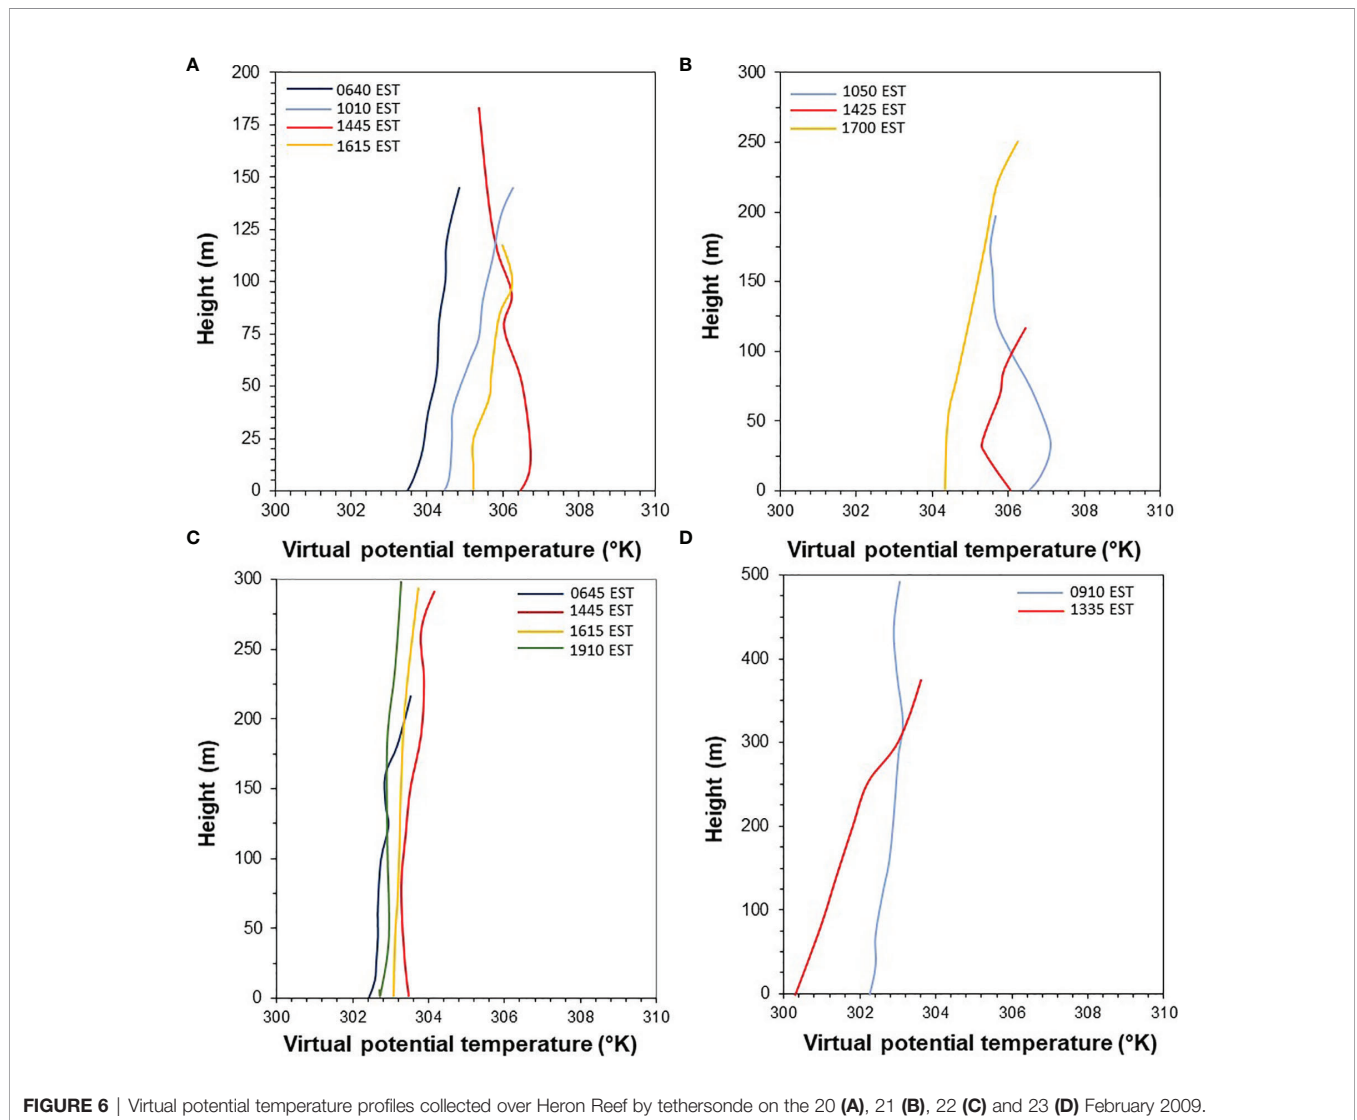 A
200
175
150
125
100
75
50
25
0
Height (m)
0640 EST
1010 EST
1445 EST
1615 EST
300 302 304 306 308 310
Virtual potential temperature (°K)
B
300
250
200
150
100
50
0
Height (m)
1050 EST
1425 EST
1700 EST
300 302 304 306 308 310
Virtual potential temperature (°K)
C
300
250
200
150
100
50
0
Height (m)
0645 EST
1445 EST
1615 EST
1910 EST
300 302 304 306 308 310
Virtual potential temperature (°K)
D
500
400
300
200
100
0
Height (m)
0910 EST
1335 EST
300 302 304 306 308 310
Virtual potential temperature (°K)
FIGURE 6 | Virtual potential temperature profiles collected over Heron Reef by tethersonde on the 20 (A), 21 (B), 22 (C) and 23 (D) February 2009.